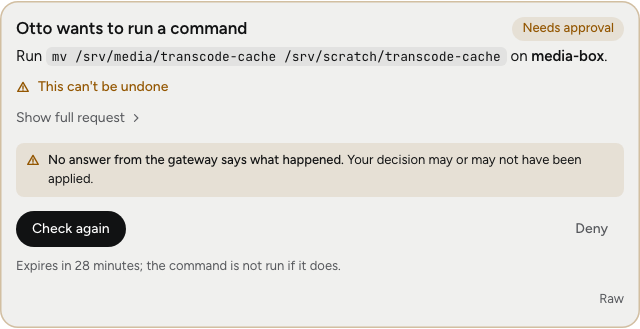 Otto wants to run a command
Needs approval
Run mv /srv/media/transcode-cache /srv/scratch/transcode-cache on media-box.
This can't be undone
Show full request
No answer from the gateway says what happened. Your decision may or may not have been
applied.
Check again
Deny
Expires in 28 minutes; the command is not run if it does.
Raw